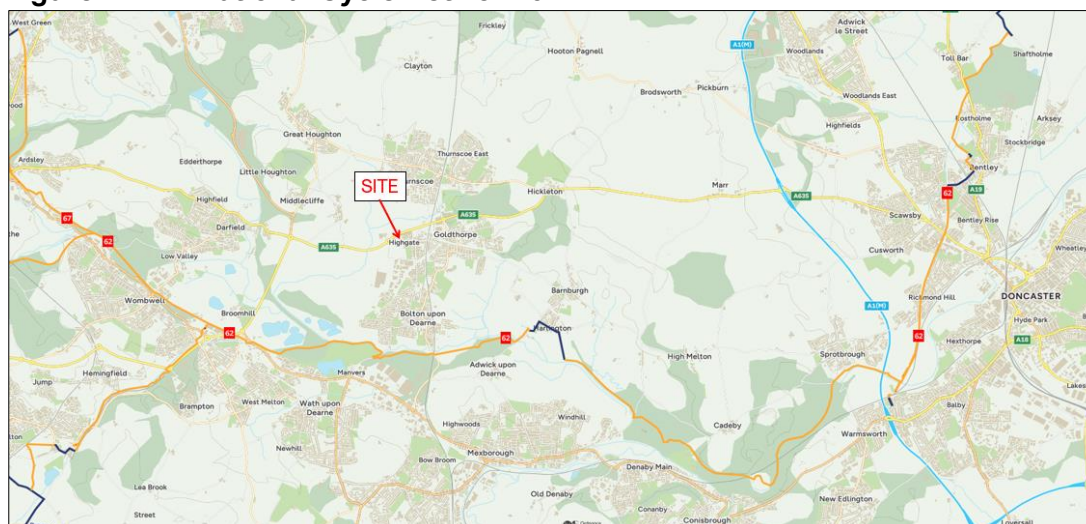 West Green
Frickley
Adwick
le Street
Hooton Pagnell
A1(M)
Woodlands
Shaftholme
Clayton
Toll Bar
Pickburn
Brodsworth
Woodlands East
Arksey
Great Houghton
Highfields
Stockbridge
Thurnscoe East
Ardsley
Edderthorpe
Bentley
Little Houghton
SITE
Hickleton
Marr
A635
62
A19
Highfield
Middlecliffe
A635
Scawsby
Bentley Rise
67
Darfield
Goldthorpe
62
A635
Highgate
Cusworth
Wheatley
Low Valley
Barnburgh
Richmond Hill
DONCASTER
Wombwell
Broomhill
A1(M)
Bolton upon
Dearne
Hyde Park
62
Harlington
62
62
Hexthorpe
A18
Adwick upon
Dearne
High Melton
Sprotbrough
Hemingfield
Manvers
Lakes
Jump
Balby
Brampton
West Melton
Wath upon
Dearne
Windhill
Cadeby
Highwoods
Warmsworth
Newhill
Bow Broom
Mexborough
Denaby Main
Lea Brook
Old Denaby
New Edlington
Street
Conanby
Conisbrough
Loversall